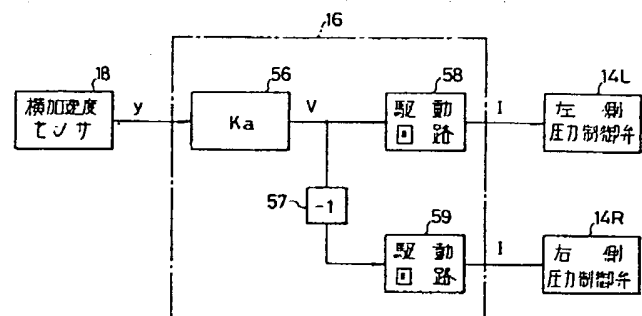 16
18
横加速度
センサ
y
56
Ka
V
58
駆動
回路
I
14L
左側
圧力制御弁
57
-1
59
駆動
回路
I
14R
右側
圧力制御弁